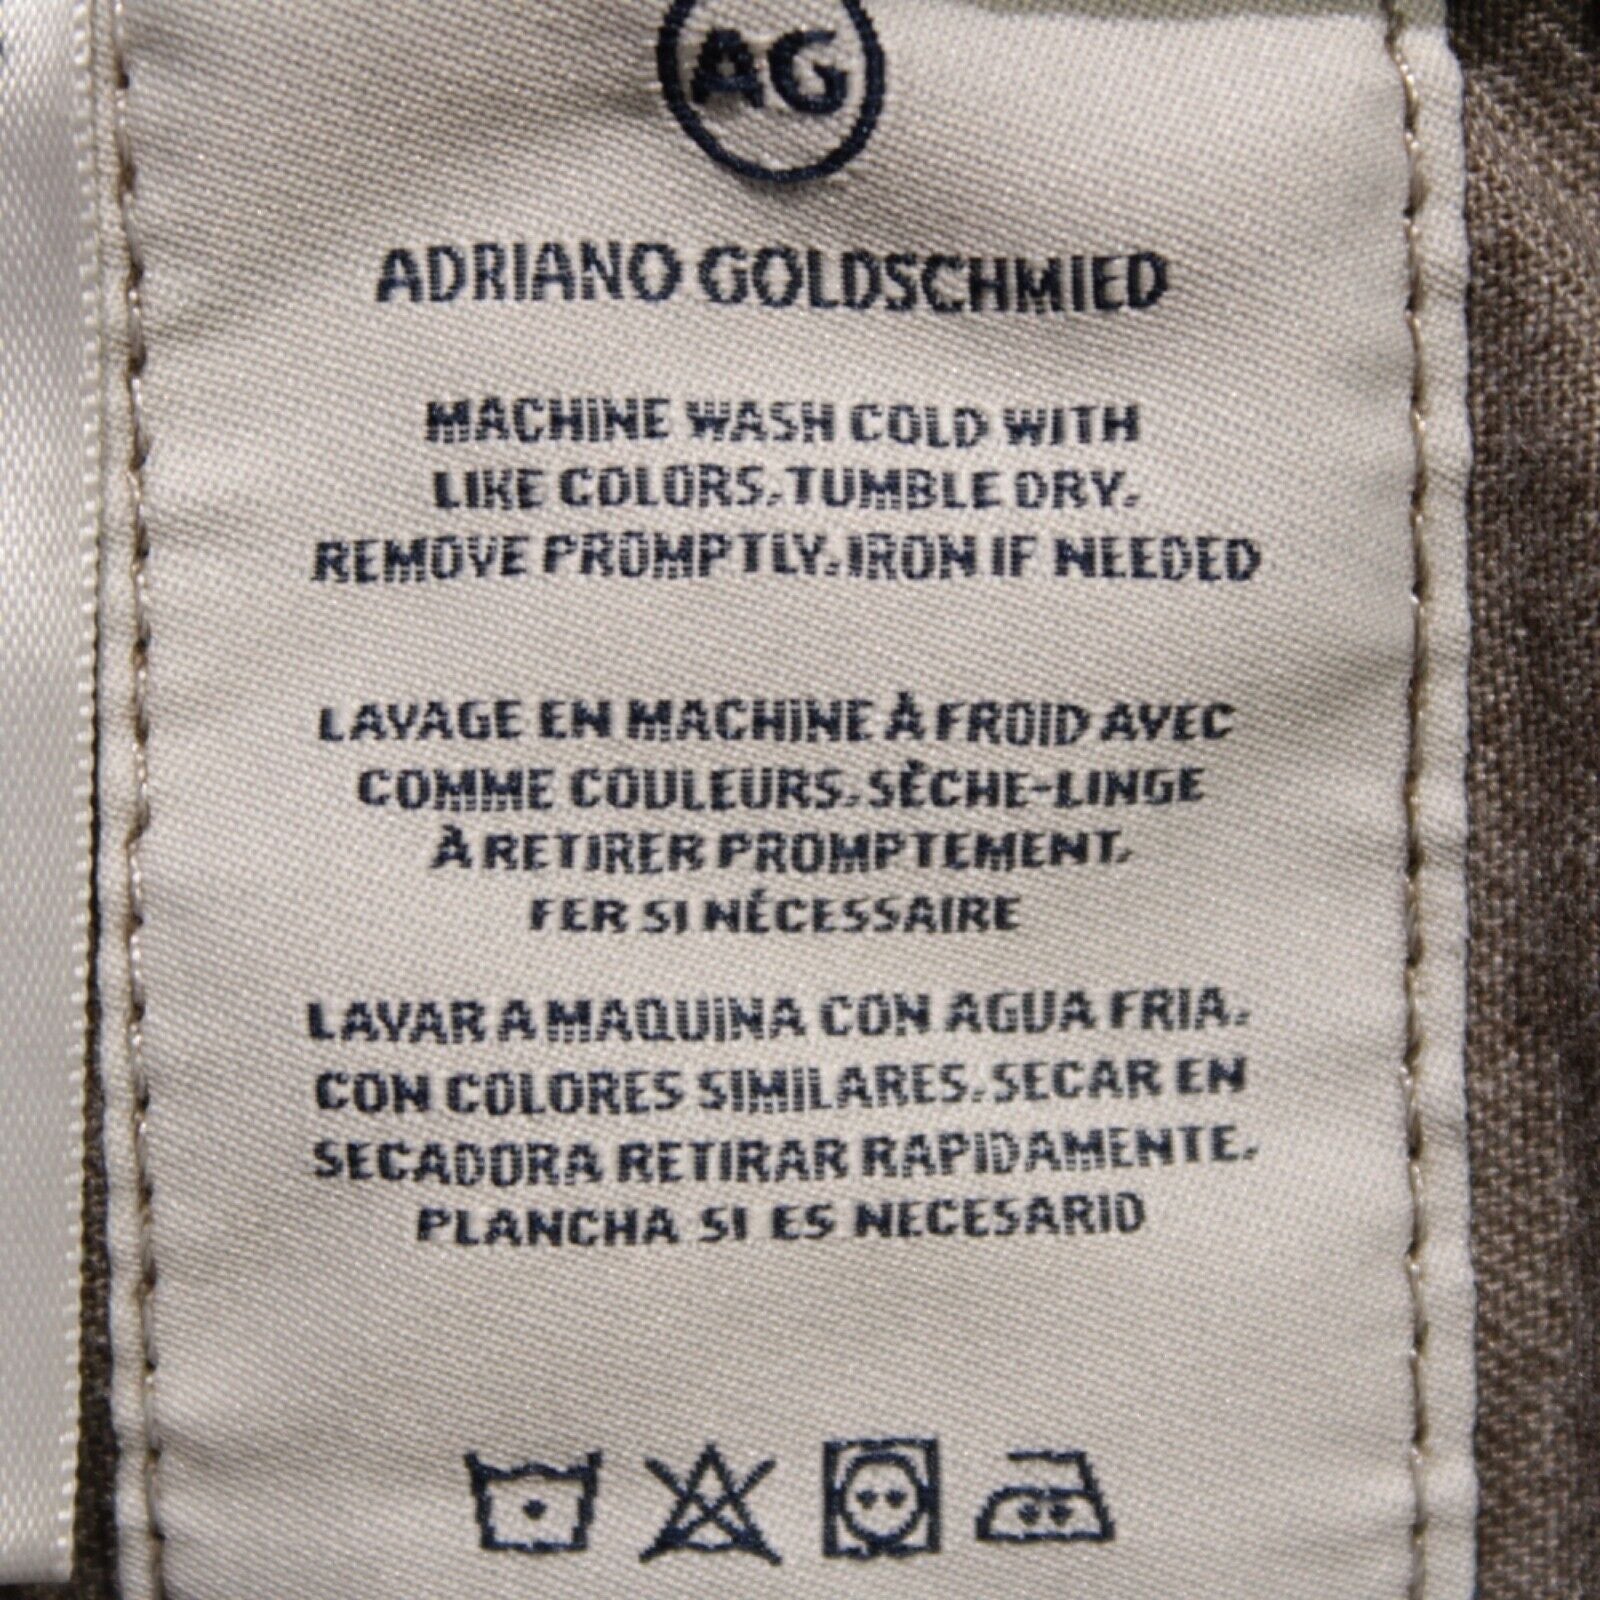 AG
ADRIANO GOLDSCHMIED
MACHINE WASH COLD WITH
LIKE COLORS, TUMBLE DRY,
REMOVE PROMPTLY, IRON IF NEEDED
LAVAGE EN MACHINE À FROID AVEC
COMME COULEURS, SÈCHE-LINGE
À RETIRER PROMPTEMENT,
FER SI NÉCESSAIRE
LAVAR A MAQUINA CON AGUA FRIA,
CON COLORES SIMILARES, SECAR EN
SECADORA RETIRAR RAPIDAMENTE,
PLANCHA SI ES NECESARIO